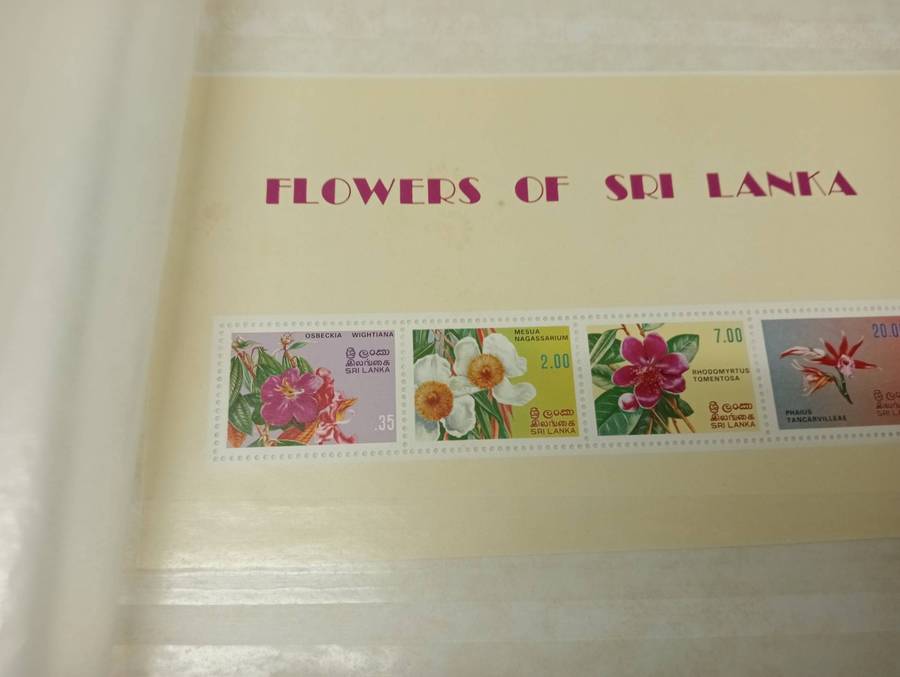 FLOWERS OF SRI LANKA
OSBECKIA WIGHTIANA
ශ්‍රී ලංකා
இலங்கை
SRI LANKA
.35
MESUA
NAGASSARIUM
2.00
ශ්‍රී ලංකා
இலங்கை
SRI LANKA
7.00
RHODOMYRTUS
TOMENTOSA
ශ්‍රී ලංකා
இலங்கை
SRI LANKA
PHAIUS
TANCARVILLEAE